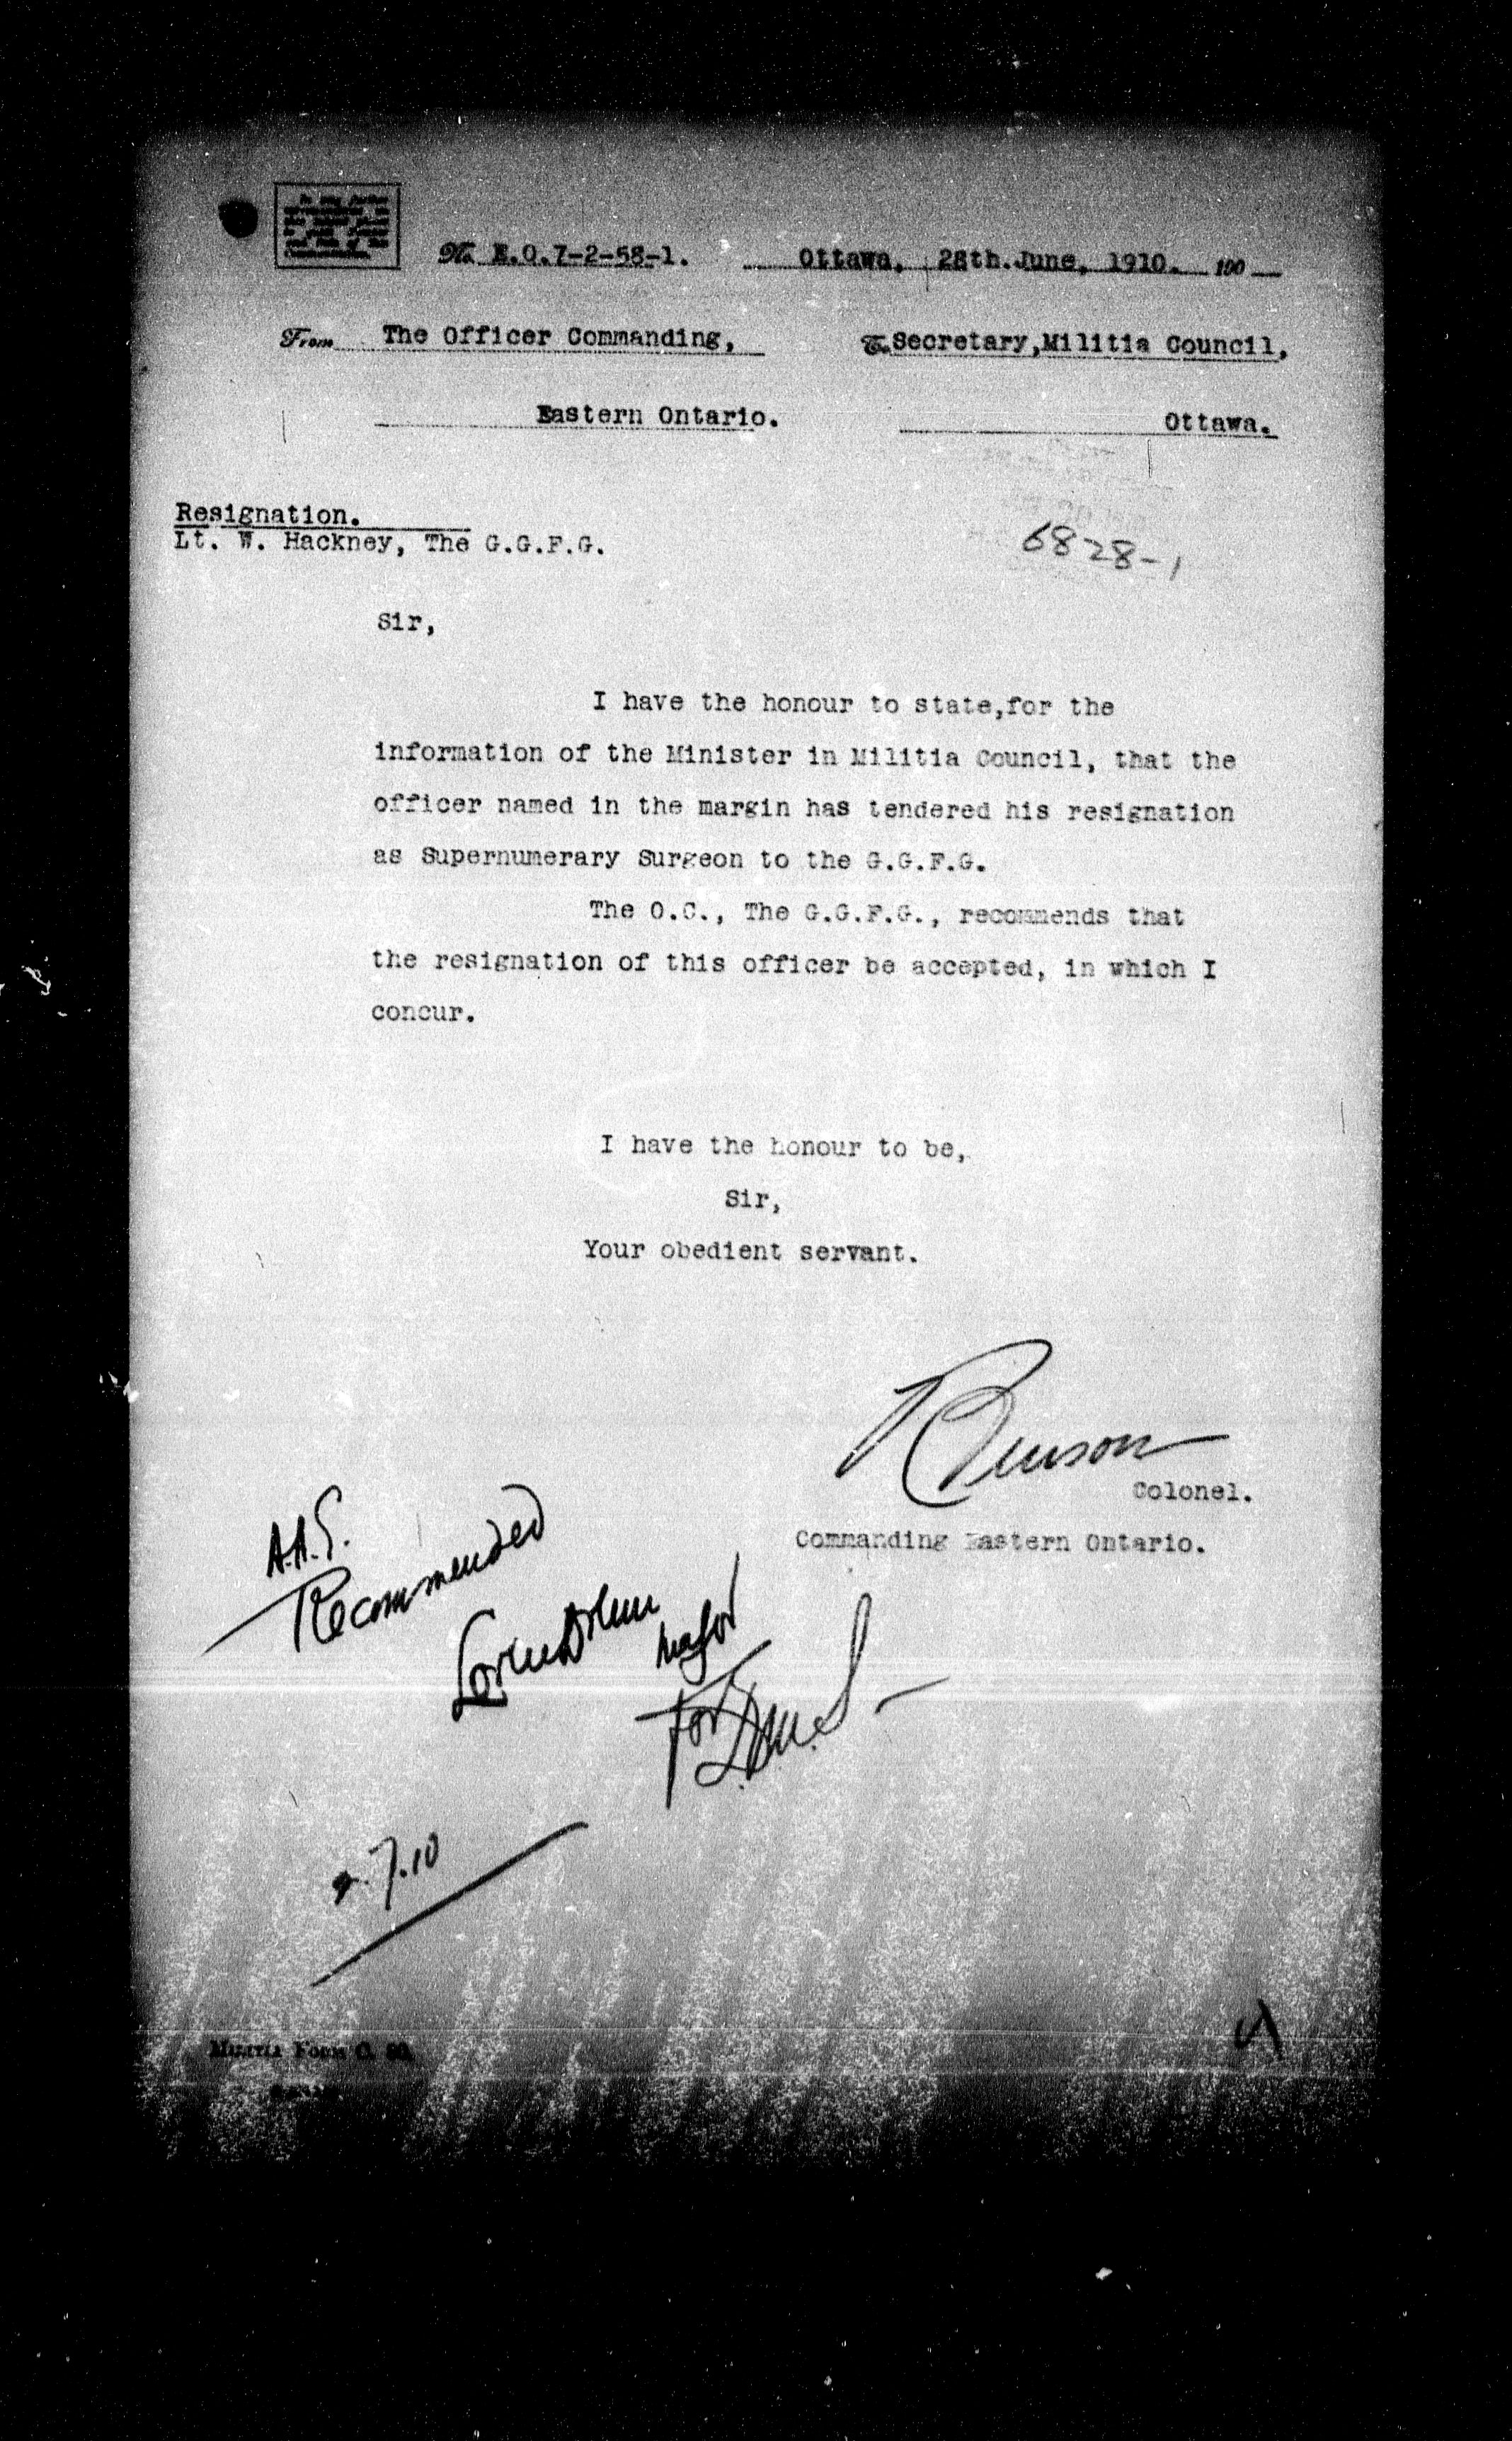 No. E.O.7-2-58-1. Ottawa, 28th.June, 1910. 190
From The Officer Commanding, To Secretary,Militia Council,
Eastern Ontario. Ottawa.
Resignation.
Lt. W. Hackney, The G.G.F.G.
6828-1
Sir,
I have the honour to state,for the
information of the Minister in Militia Council, that the
officer named in the margin has tendered his resignation
as Supernumerary Surgeon to the G.G.F.G.
The O.C., The G.G.F.G., recommends that
the resignation of this officer be accepted, in which I
concur.
I have the honour to be,
Sir,
Your obedient servant.
Benson
Colonel.
Commanding Eastern Ontario.
A.A.G.
Recommended
Major
For D.M.S
7.10
Militia Form C.